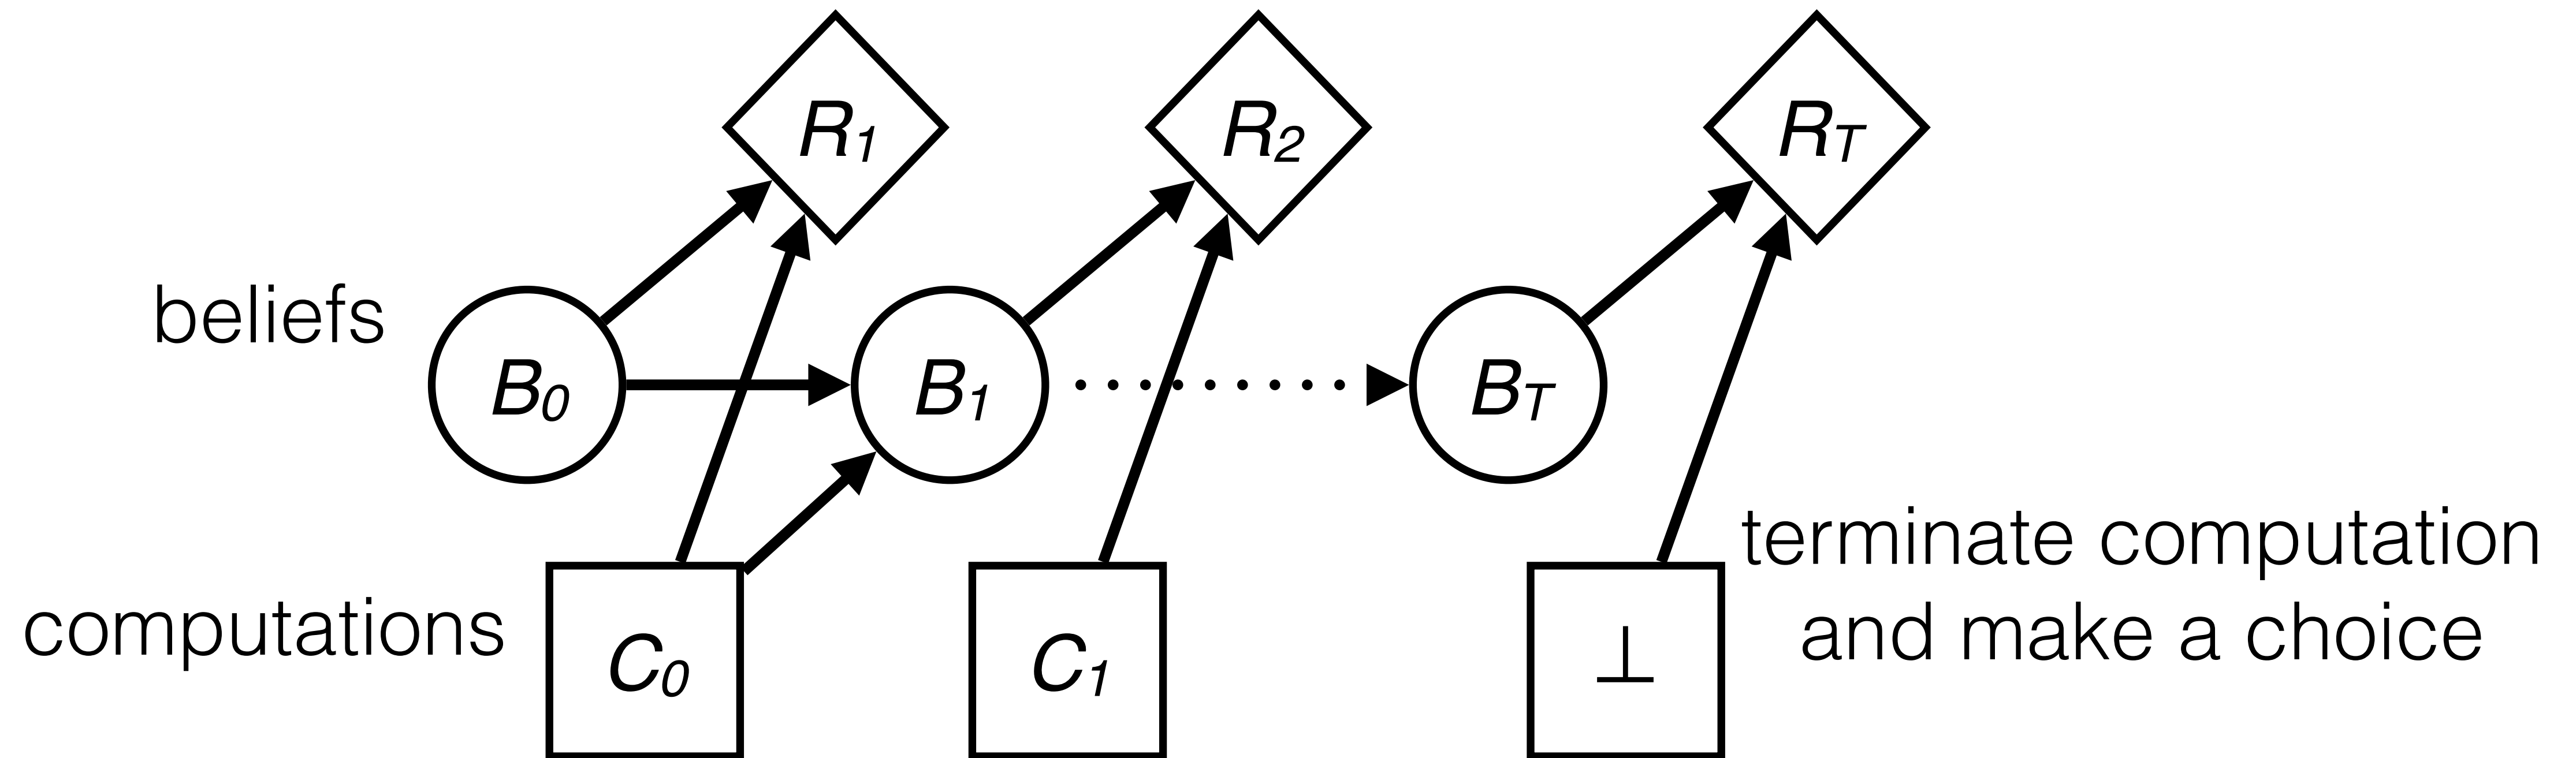 R1
R2
RT
beliefs
B0
B1
BT
computations
C0
C1
⊥
terminate computation
and make a choice